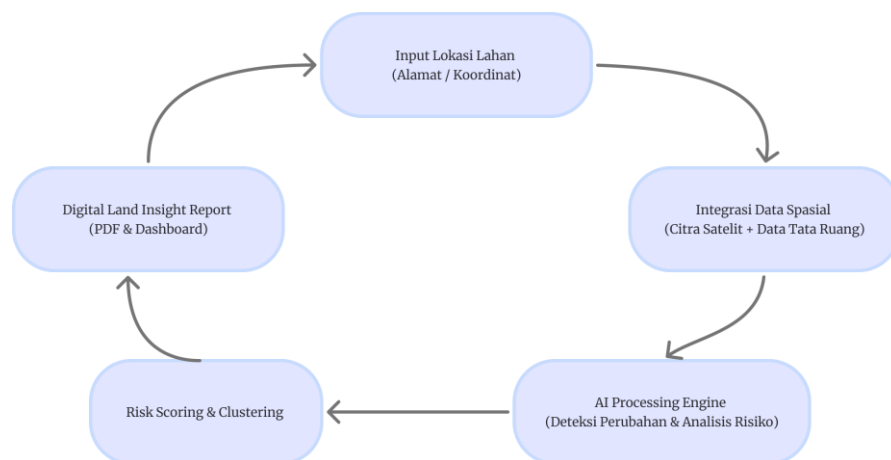 Input Lokasi Lahan
(Alamat / Koordinat)
Integrasi Data Spasial
(Citra Satelit + Data Tata Ruang)
AI Processing Engine
(Deteksi Perubahan & Analisis Risiko)
Risk Scoring & Clustering
Digital Land Insight Report
(PDF & Dashboard)